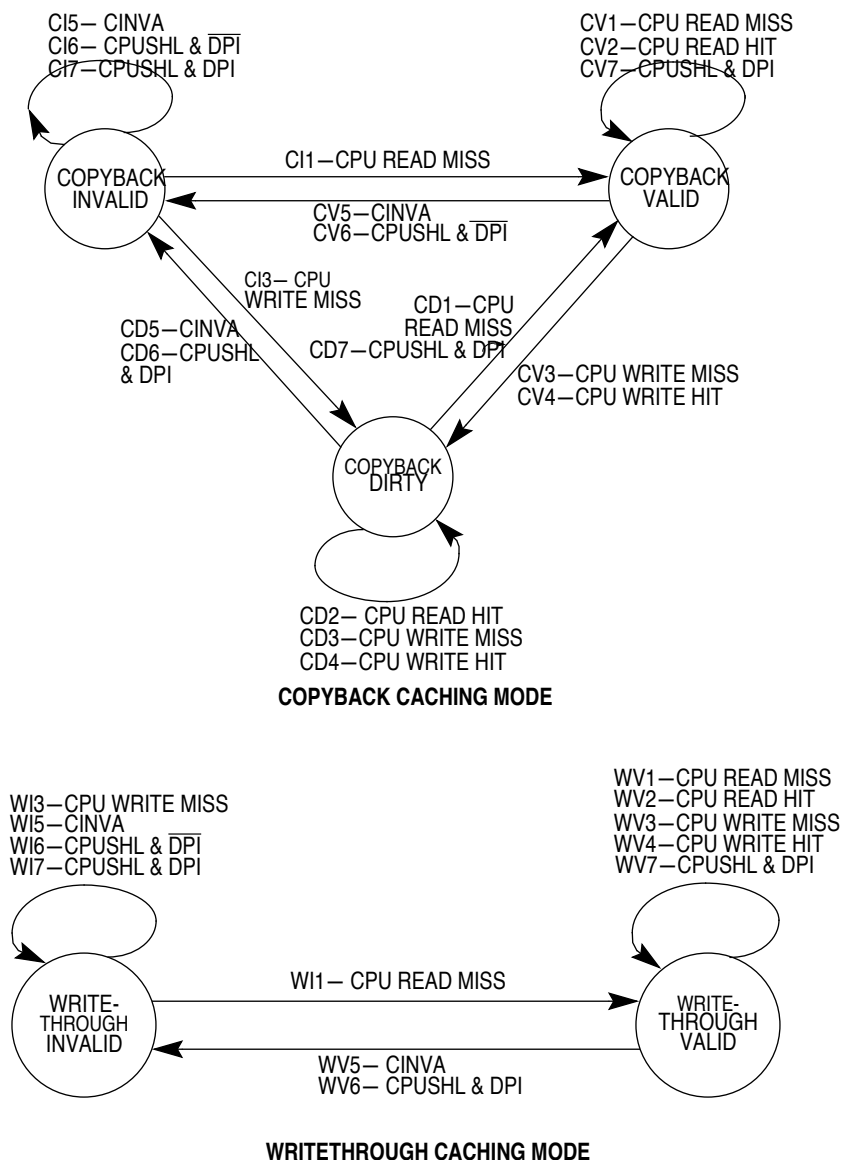 CI5— CINVA
CI6— CPUSHL & D̅P̅I̅
CI7—CPUSHL & DPI
CV1—CPU READ MISS
CV2—CPU READ HIT
CV7—CPUSHL & DPI
COPYBACK
INVALID
CI1—CPU READ MISS
COPYBACK
VALID
CV5—CINVA
CV6—CPUSHL & D̅P̅I̅
CI3— CPU
WRITE MISS
CD1—CPU
READ MISS
CD7—CPUSHL & DPI
CD5—CINVA
CD6—CPUSHL
& DPI
CV3—CPU WRITE MISS
CV4—CPU WRITE HIT
COPYBACK
DIRTY
CD2— CPU READ HIT
CD3—CPU WRITE MISS
CD4—CPU WRITE HIT
COPYBACK CACHING MODE
WI3—CPU WRITE MISS
WI5—CINVA
WI6—CPUSHL & D̅P̅I̅
WI7—CPUSHL & DPI
WV1—CPU READ MISS
WV2—CPU READ HIT
WV3—CPU WRITE MISS
WV4—CPU WRITE HIT
WV7—CPUSHL & DPI
WRITE-
THROUGH
INVALID
WI1— CPU READ MISS
WRITE-
THROUGH
VALID
WV5— CINVA
WV6— CPUSHL & DPI
WRITETHROUGH CACHING MODE